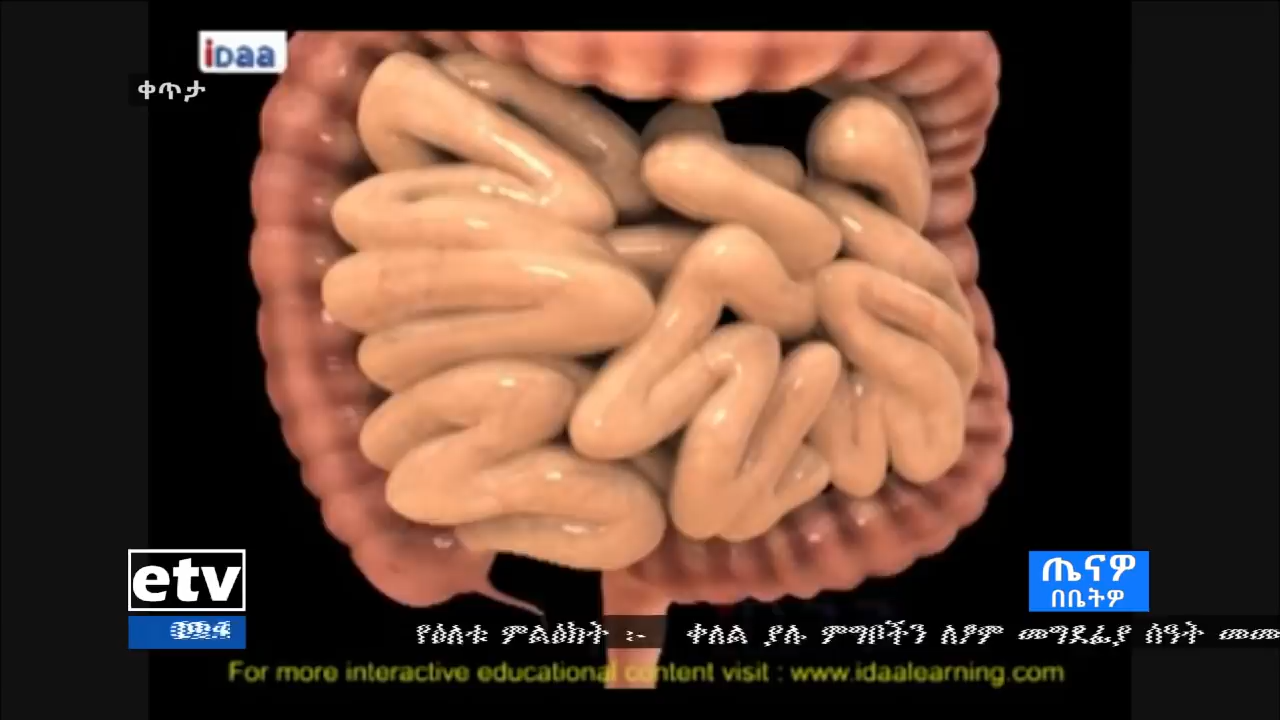 iDaa
ቀጥታ
etv
ጤናዎ
በቤትዎ
የዕለቱ ምልዕክት ፦ ቀለል ያሉ ምግቦችን ለፆም መግደፊያ ሰዓት
For more interactive educational content visit : www.idaalearning.com